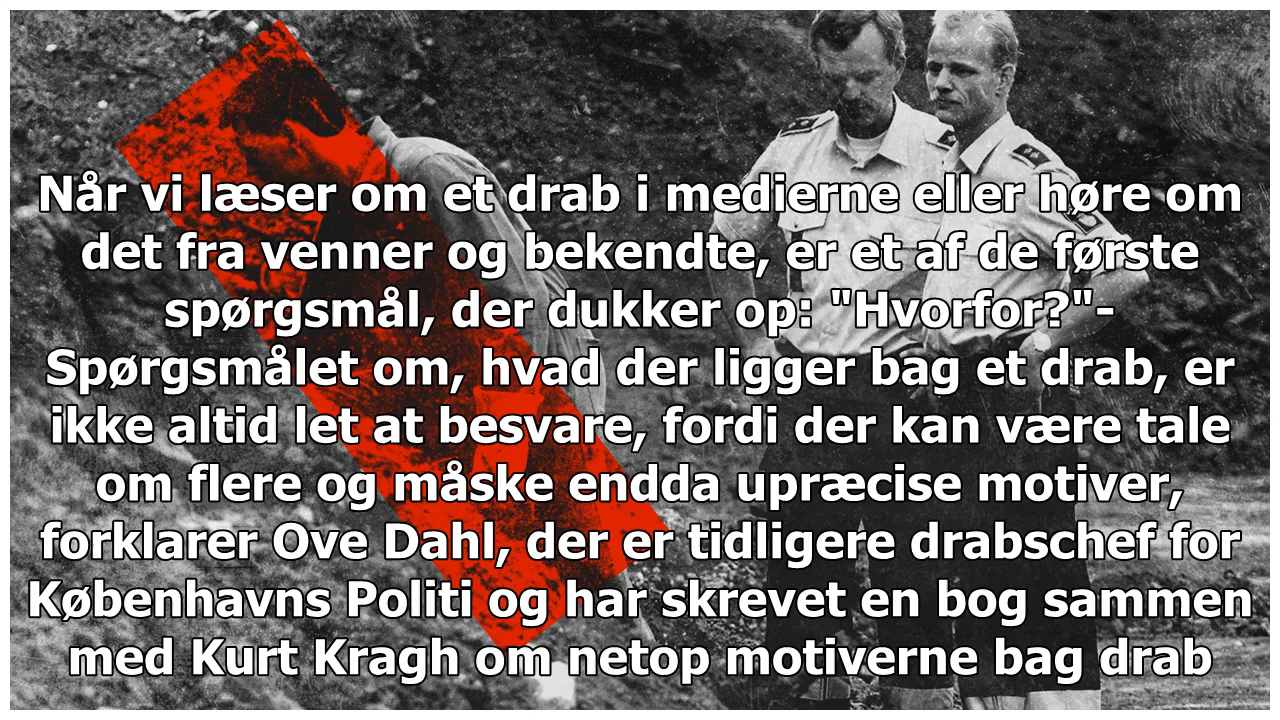 Når vi læser om et drab i medierne eller høre om
det fra venner og bekendte, er et af de første
spørgsmål, der dukker op: "Hvorfor?"-
Spørgsmålet om, hvad der ligger bag et drab, er
ikke altid let at besvare, fordi der kan være tale
om flere og måske endda upræcise motiver,
forklarer Ove Dahl, der er tidligere drabschef for
Københavns Politi og har skrevet en bog sammen
med Kurt Kragh om netop motiverne bag drab